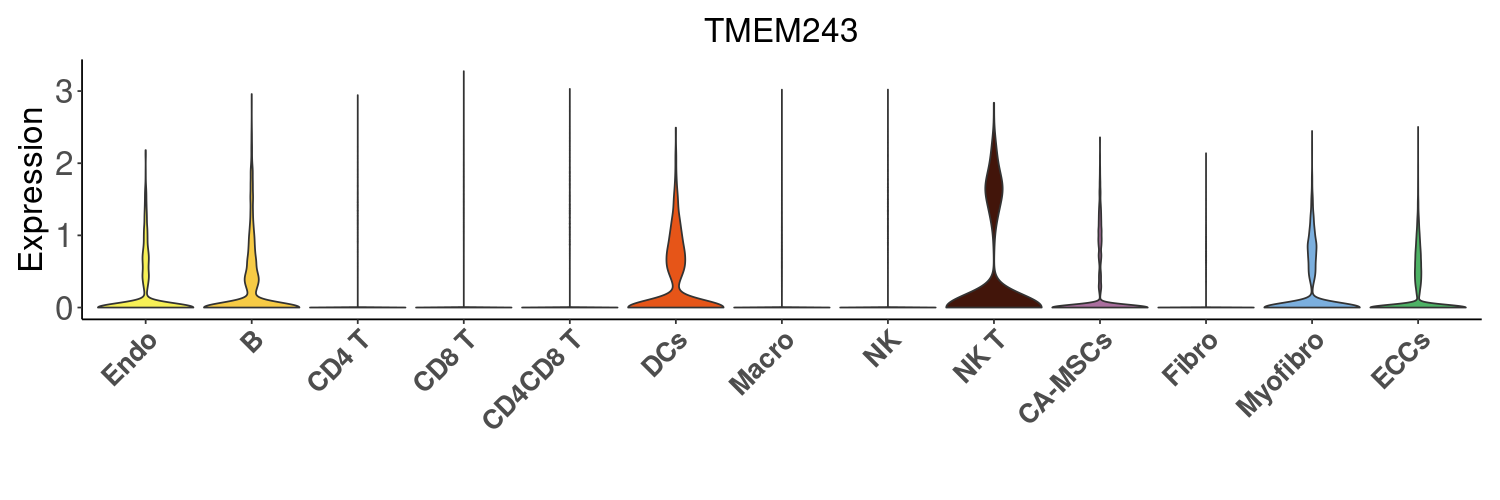 TMEM243
Expression
3
2
1
0
Endo
B
CD4 T
CD8 T
CD4CD8 T
DCs
Macro
NK
NK T
CA-MSCs
Fibro
Myofibro
ECCs